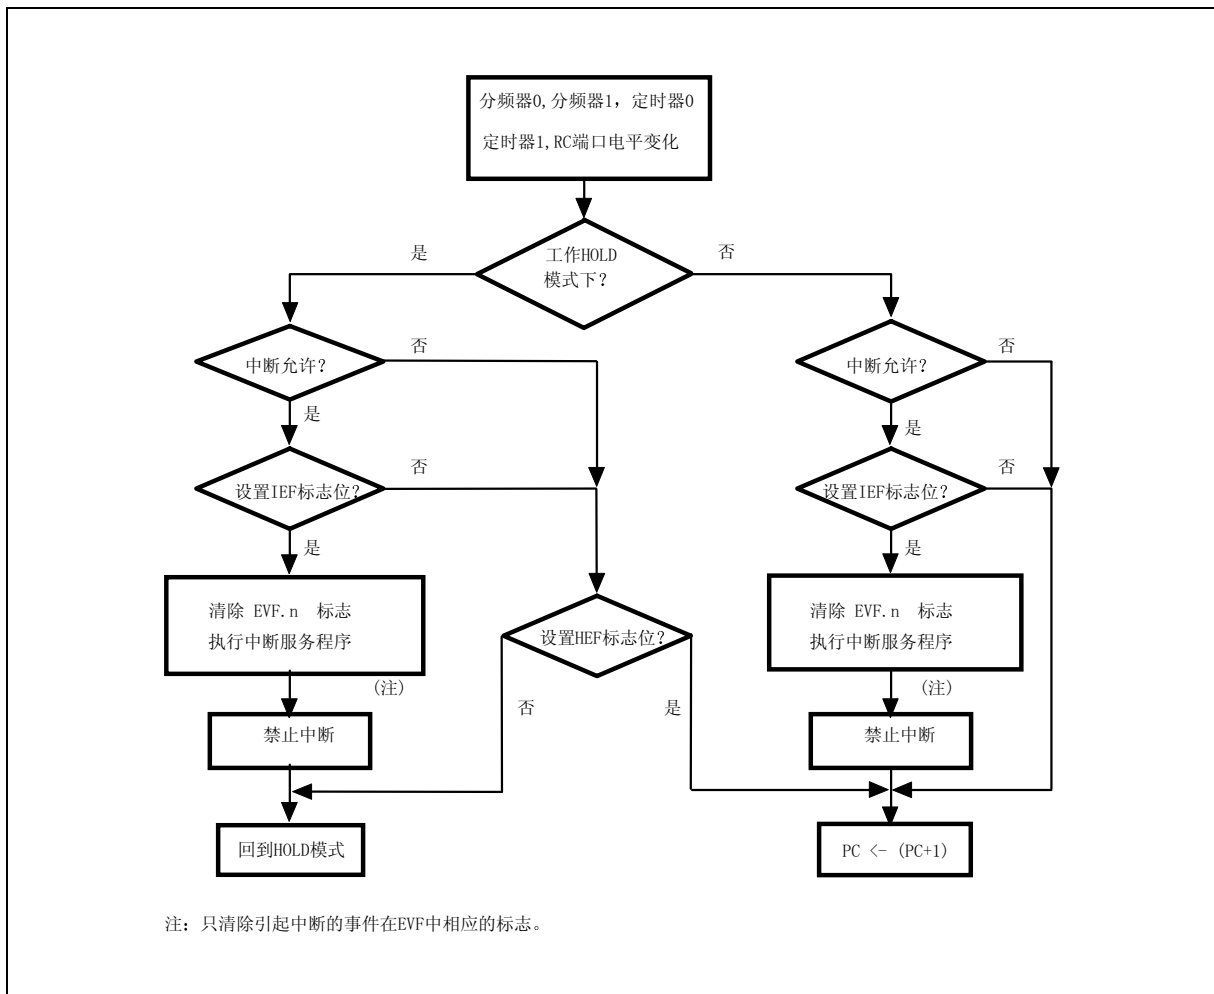 分频器0,分频器1，定时器0
定时器1,RC端口电平变化
工作HOLD
模式下？
是
否
中断允许？
否
中断允许？
否
是
是
设置IEF标志位？
否
设置IEF标志位？
否
是
是
清除 EVF.n 标志
执行中断服务程序
设置HEF标志位？
清除 EVF.n 标志
执行中断服务程序
(注)
否
是
(注)
禁止中断
禁止中断
回到HOLD模式
PC <- (PC+1)
注：只清除引起中断的事件在EVF中相应的标志。